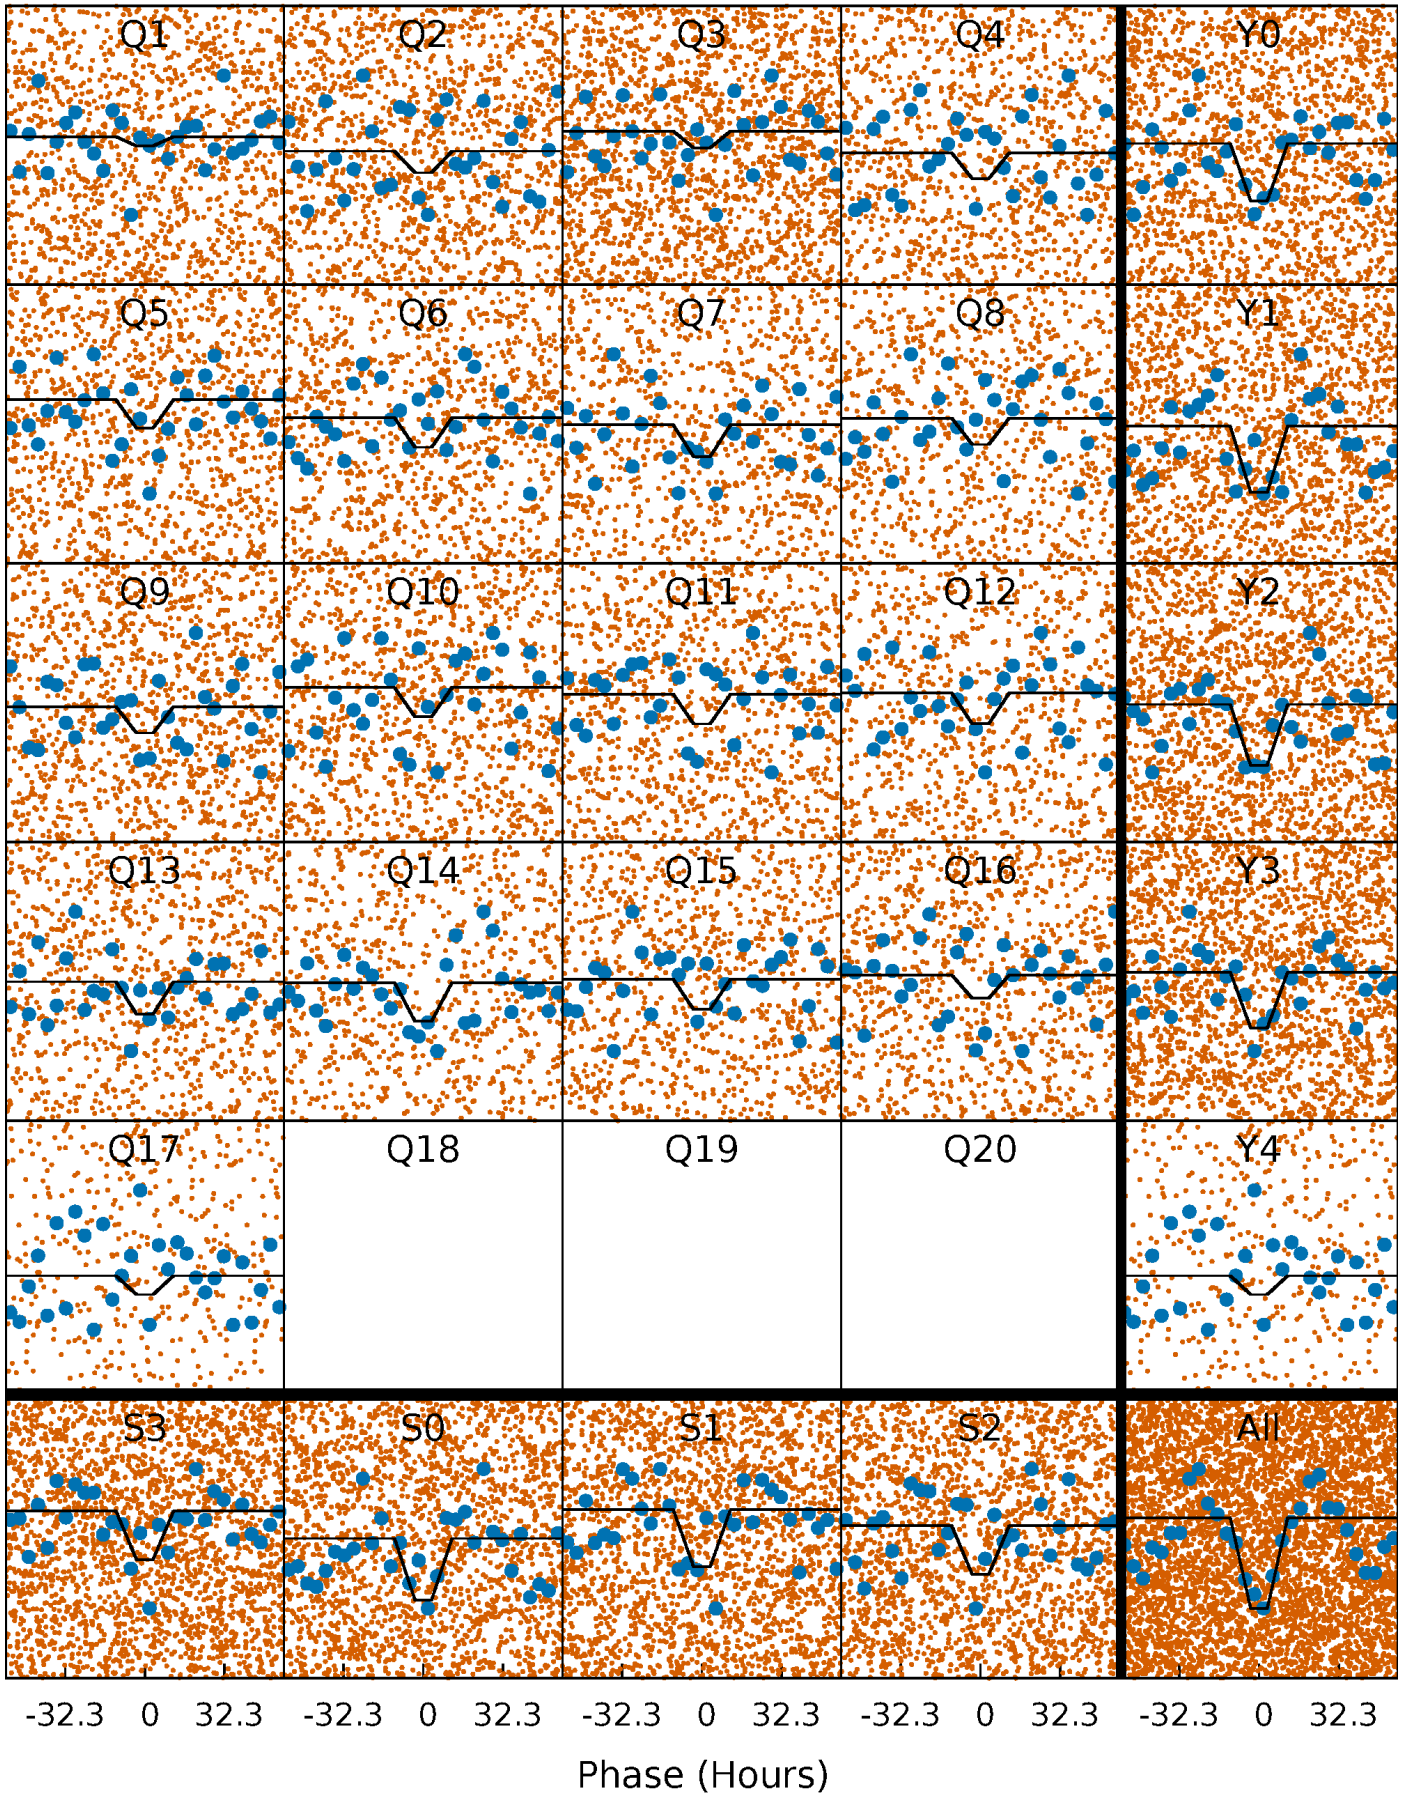 Q1 Q2 Q3 Q4 Y0
Q5 Q6 Q7 Q8 Y1
Q9 Q10 Q11 Q12 Y2
Q13 Q14 Q15 Q16 Y3
Q17 Q18 Q19 Q20 Y4
S3 S0 S1 S2 All
-32.3 0 32.3 -32.3 0 32.3 -32.3 0 32.3 -32.3 0 32.3 -32.3 0 32.3
Phase (Hours)